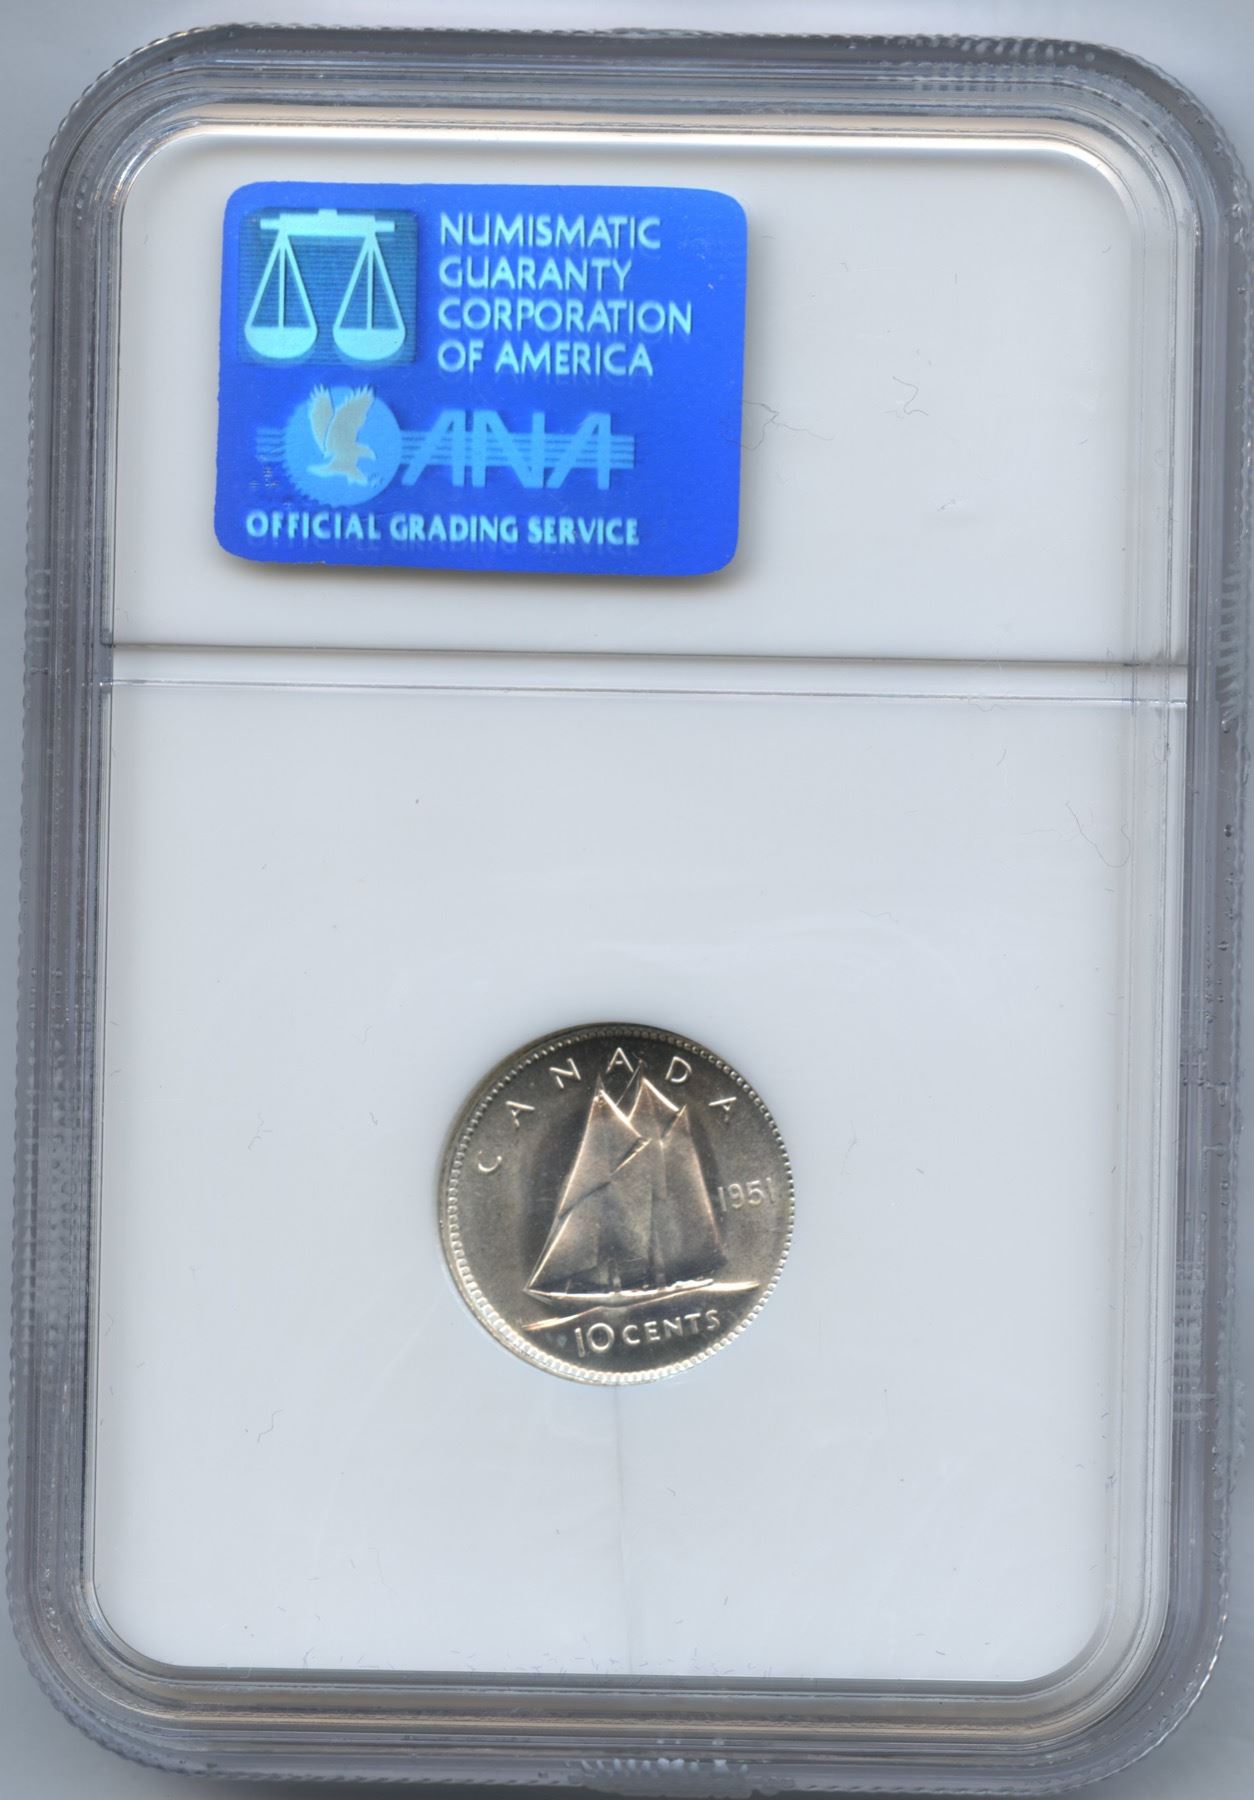 NUMISMATIC
GUARANTY
CORPORATION
OF AMERICA
ANA
OFFICIAL GRADING SERVICE
CANADA
1951
10 CENTS